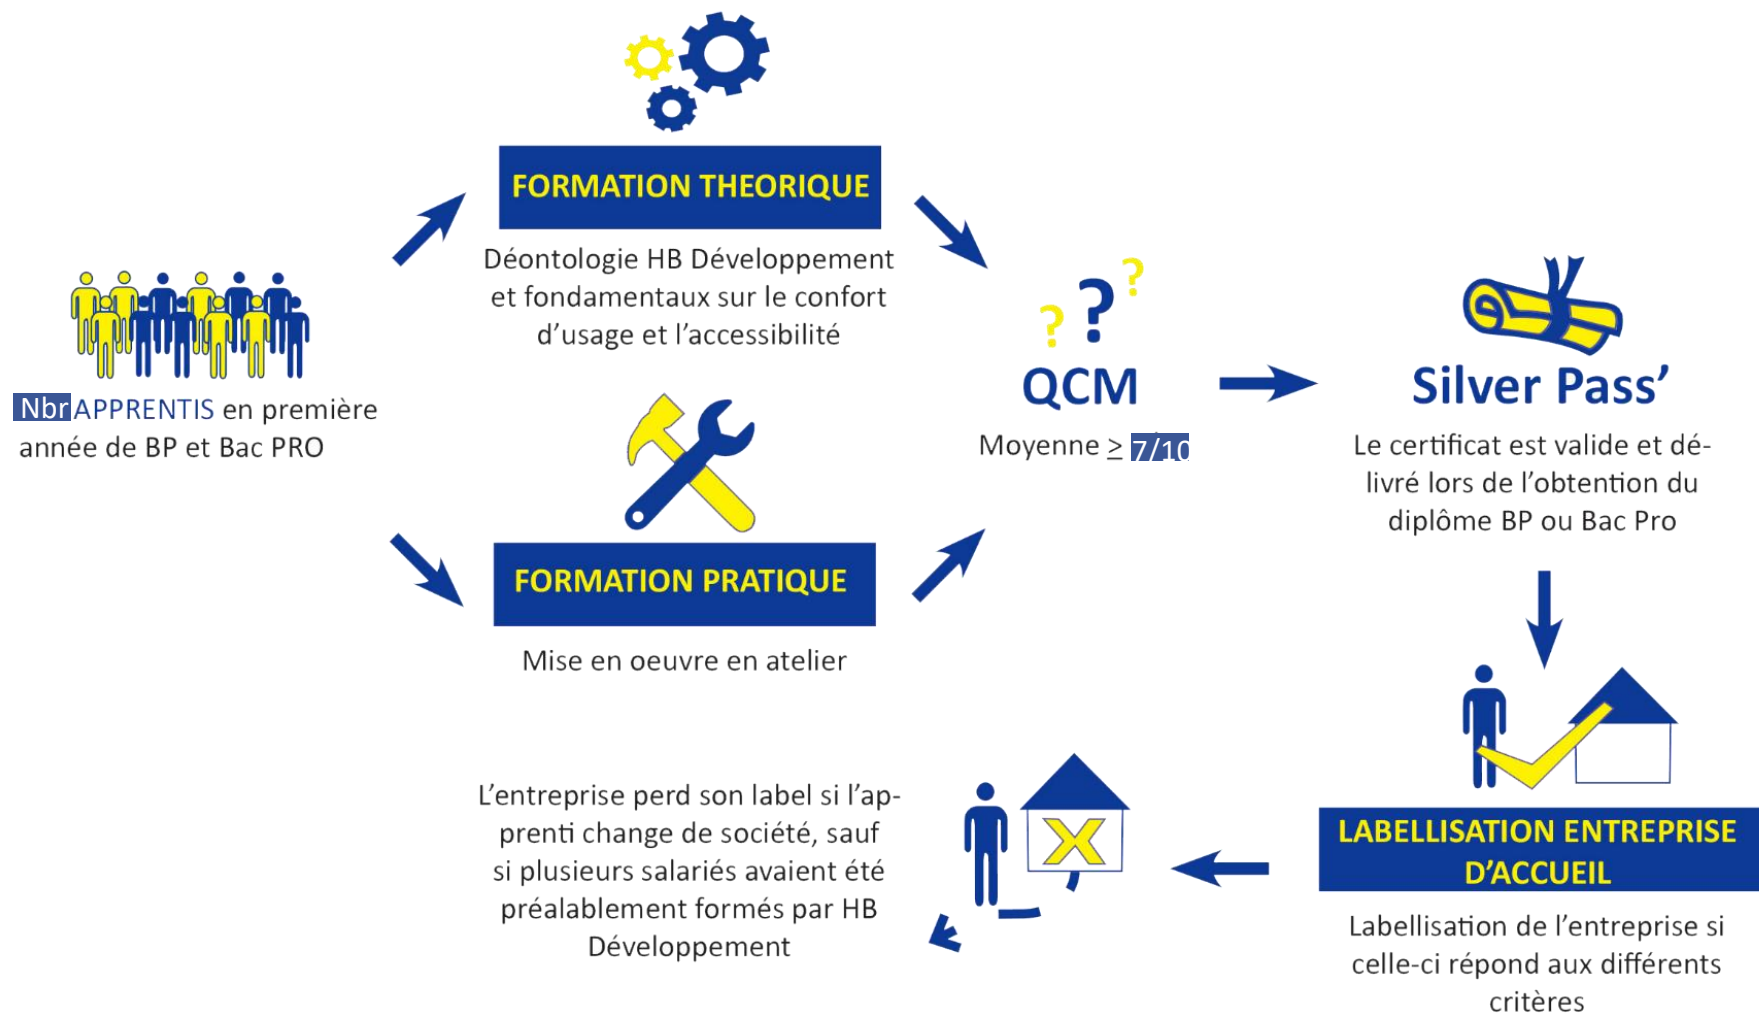 FORMATION THEORIQUE
Déontologie HB Développement
et fondamentaux sur le confort
d'usage et l'accessibilité
Nbr APPRENTIS en première
année de BP et Bac PRO
FORMATION PRATIQUE
Mise en oeuvre en atelier
? ? ?
QCM
Moyenne ≥ 7/10
Silver Pass'
Le certificat est valide et dé-
livré lors de l'obtention du
diplôme BP ou Bac Pro
LABELLISATION ENTREPRISE
D'ACCUEIL
Labellisation de l'entreprise si
celle-ci répond aux différents
critères
L'entreprise perd son label si l'ap-
prenti change de société, sauf
si plusieurs salariés avaient été
préalablement formés par HB
Développement